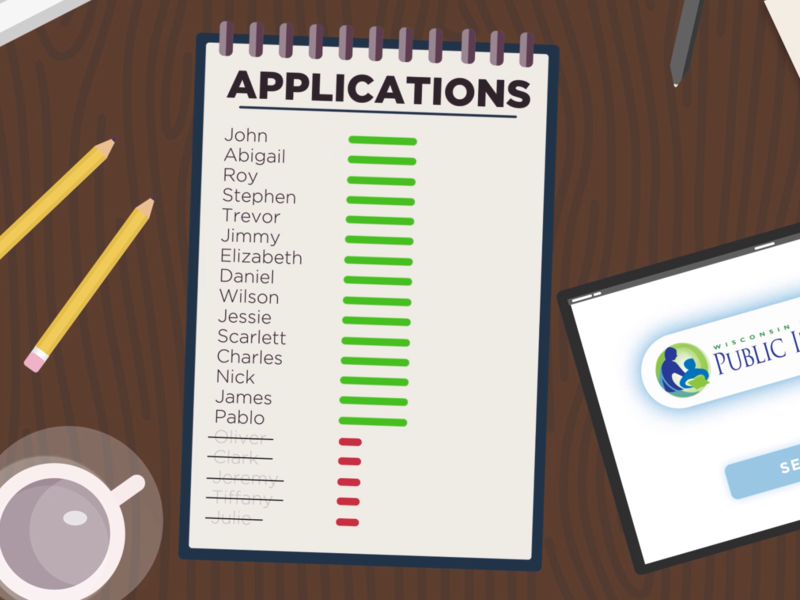 APPLICATIONS
John
Abigail
Roy
Stephen
Trevor
Jimmy
Elizabeth
Daniel
Wilson
Jessie
Scarlett
Charles
Nick
James
Pablo
Oliver
Clark
Jeremy
Tiffany
Julie
WISCONSIN
PUBLIC I
SE